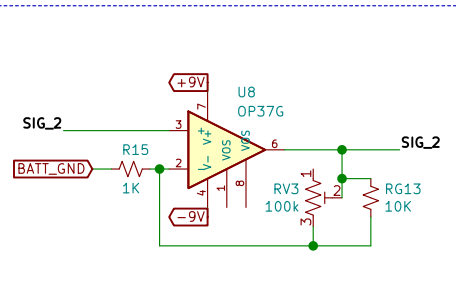 +9V
U8
OP37G
7
SIG_2
3
+
V+
VOS
VOS
6
SIG_2
R15
BATT_GND
2
-
V-
1K
4
1
8
-9V
RV3
100k
1
2
3
RG13
10K